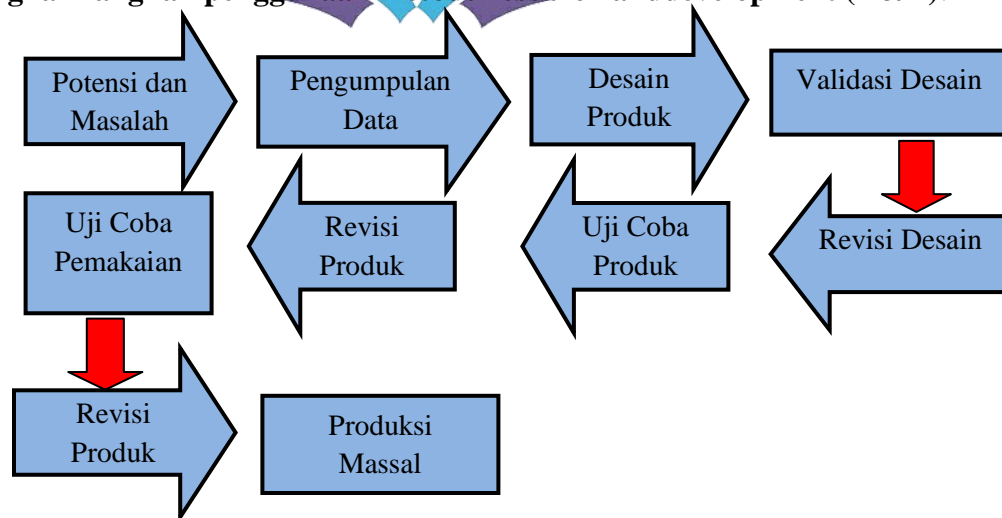 Potensi dan
Masalah
Pengumpulan
Data
Desain
Produk
Validasi Desain
Revisi Desain
Uji Coba
Produk
Revisi
Produk
Uji Coba
Pemakaian
Revisi
Produk
Produksi
Massal